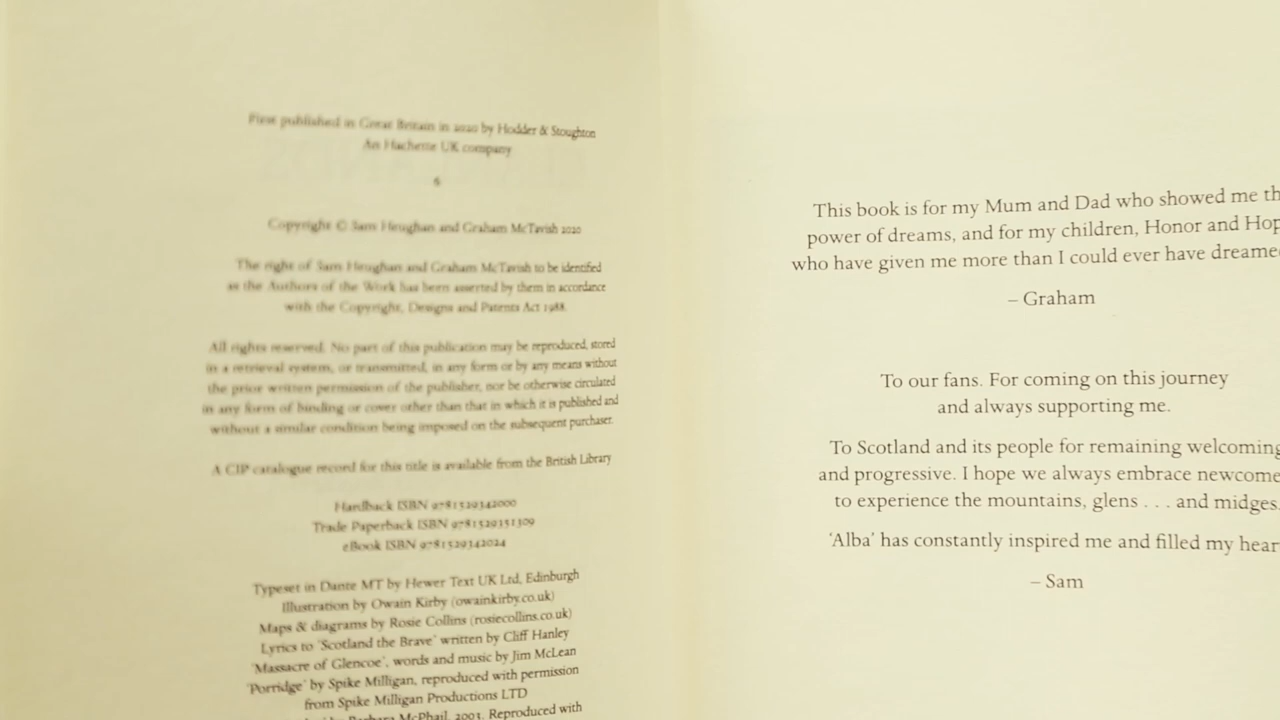 First published in Great Britain in 2020 by Hodder & Stoughton
An Hachette UK company
6
Copyright © Sam Heughan and Graham McTavish 2020
The right of Sam Heughan and Graham McTavish to be identified
as the Authors of the Work has been asserted by them in accordance
with the Copyright, Designs and Patents Act 1988.
All rights reserved. No part of this publication may be reproduced, stored
in a retrieval system, or transmitted, in any form or by any means without
the prior written permission of the publisher, nor be otherwise circulated
in any form of binding or cover other than that in which it is published and
without a similar condition being imposed on the subsequent purchaser.
A CIP catalogue record for this title is available from the British Library
Hardback ISBN 9781529342000
Trade Paperback ISBN 9781529351309
eBook ISBN 9781529342024
Typeset in Dante MT by Hewer Text UK Ltd, Edinburgh
Illustration by Owain Kirby (owainkirby.co.uk)
Maps & diagrams by Rosie Collins (rosiecollins.co.uk)
Lyrics to 'Scotland the Brave' written by Cliff Hanley
'Massacre of Glencoe', words and music by Jim McLean
'Porridge' by Spike Milligan, reproduced with permission
from Spike Milligan Productions LTD
by Barbara McPhail, 2003. Reproduced with
This book is for my Mum and Dad who showed me th
power of dreams, and for my children, Honor and Hop
who have given me more than I could ever have dreame
– Graham
To our fans. For coming on this journey
and always supporting me.
To Scotland and its people for remaining welcoming
and progressive. I hope we always embrace newcome
to experience the mountains, glens . . . and midges.
'Alba' has constantly inspired me and filled my hear
– Sam